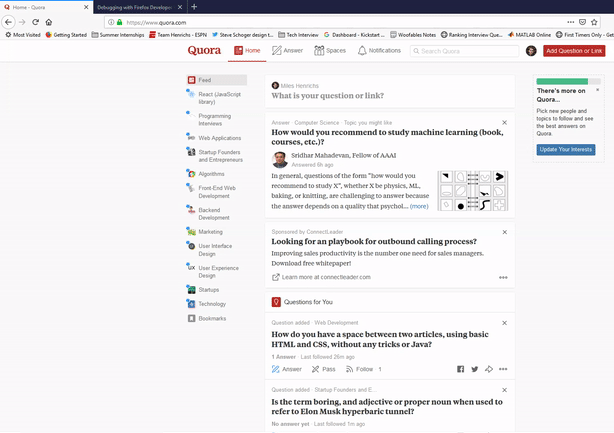 Home - Quora
Debugging with Firefox Develop
https://www.quora.com
Most Visited
Getting Started
Summer Internships
Team Henrichs - ESPN
Steve Schoger design t...
Tech Interview
Dashboard - Kickstart ...
Woofables Notes
Ranking Interview Que...
MATLAB Online
First Times Only - Get
Quora
Home
Answer
Spaces
Notifications
Search Quora
Add Question or Link
Feed
React (JavaScript
library)
Programming
Interviews
Web Applications
Startup Founders
and Entrepreneurs
Algorithms
Front-End Web
Development
Backend
Development
Marketing
User Interface
Design
User Experience
Design
Startups
Technology
Bookmarks
Miles Henrichs
What is your question or link?
Answer · Computer Science · Topic you might like
How would you recommend to study machine learning (book,
courses, etc.)?
Sridhar Mahadevan, Fellow of AAAI
Answered 6h ago
In general, questions of the form "how would you
recommend to study X", whether X be physics, ML,
baking, or knitting, are challenging to answer because
the answer depends on a quality that psychol... (more)
Sponsored by ConnectLeader
Looking for an playbook for outbound calling process?
Improving sales productivity is the number one need for sales managers.
Download free whitepaper!
Learn more at connectleader.com
Questions for You
Question added · Web Development
How do you have a space between two articles, using basic
HTML and CSS, without any tricks or Java?
1 Answer · Last followed 26m ago
Answer
Pass
Follow 1
Question added · Startup Founders and E...
Is the term boring, and adjective or proper noun when used to
refer to Elon Musk hyperbaric tunnel?
No answer yet · Last followed 1m ago
There's more on
Quora...
Pick new people and
topics to follow and see
the best answers on
Quora.
Update Your Interests